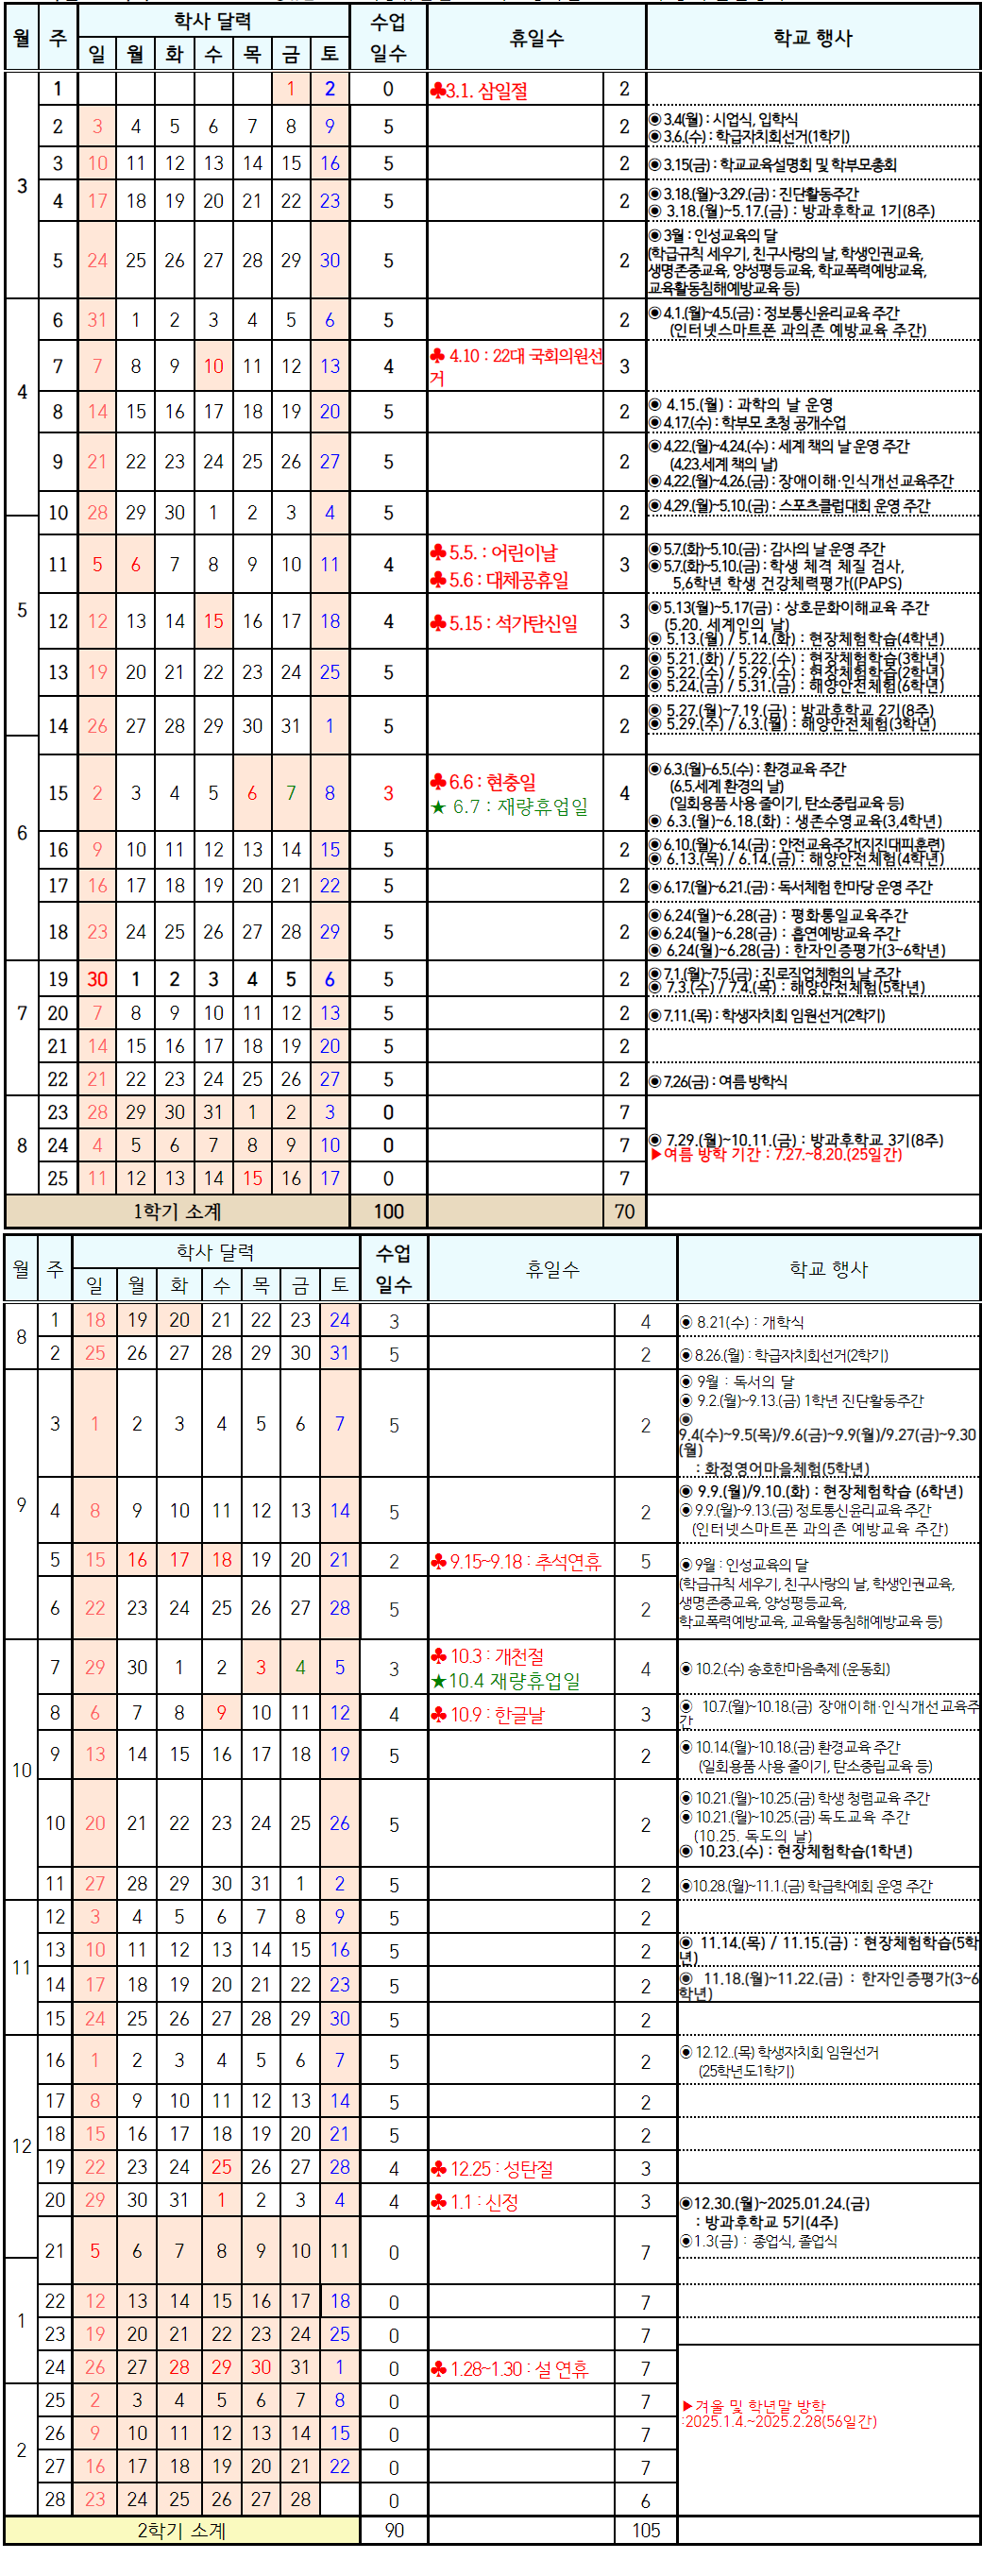 월 주 학사 달력 수업 일수 휴일수 학교 행사
일 월 화 수 목 금 토
3
1 1 2 0 ♣3.1. 삼일절 2
2 3 4 5 6 7 8 9 5 2 ◉ 3.4(월) : 시업식, 입학식
◉ 3.6.(수) : 학급자치회선거(1학기)
3 10 11 12 13 14 15 16 5 2 ◉ 3.15(금) : 학교교육설명회 및 학부모총회
4 17 18 19 20 21 22 23 5 2 ◉ 3.18.(월)~3.29.(금) : 진단활동주간
◉ 3.18.(월)~5.17.(금) : 방과후학교 1기(8주)
5 24 25 26 27 28 29 30 5 2 ◉ 3월 : 인성교육의 달
(학급규칙 세우기, 친구사랑의 날, 학생인권교육,
생명존중교육, 양성평등교육, 학교폭력예방교육,
교육활동침해예방교육 등)
4
6 31 1 2 3 4 5 6 5 2 ◉ 4.1.(월)~4.5.(금) : 정보통신윤리교육 주간
(인터넷스마트폰 과의존 예방교육 주간)
7 7 8 9 10 11 12 13 4 ♣ 4.10 : 22대 국회의원선
거 3
8 14 15 16 17 18 19 20 5 2 ◉ 4.15.(월) : 과학의 날 운영
◉ 4.17.(수) : 학부모 초청 공개수업
9 21 22 23 24 25 26 27 5 2 ◉ 4.22.(월)~4.24.(수) : 세계 책의 날 운영 주간
(4.23.세계 책의 날)
◉ 4.22.(월)~4.26.(금) : 장애이해·인식개선교육주간
10 28 29 30 1 2 3 4 5 2 ◉ 4.29.(월)~5.10.(금) : 스포츠클럽대회 운영 주간
5
11 5 6 7 8 9 10 11 4 ♣ 5.5. : 어린이날
♣ 5.6 : 대체공휴일 3 ◉ 5.7.(화)~5.10.(금) : 감사의 날 운영 주간
◉ 5.7.(화)~5.10.(금) : 학생 체격 체질 검사,
5,6학년 학생 건강체력평가((PAPS)
12 12 13 14 15 16 17 18 4 ♣ 5.15 : 석가탄신일 3 ◉ 5.13(월)~5.17(금) : 상호문화이해교육 주간
(5.20. 세계인의 날)
◉ 5.13.(월) / 5.14.(화) : 현장체험학습(4학년)
13 19 20 21 22 23 24 25 5 2 ◉ 5.21.(화) / 5.22.(수) : 현장체험학습(3학년)
◉ 5.22.(수) / 5.29.(수) : 현장체험학습(2학년)
◉ 5.24.(금) / 5.31.(금) : 해양안전체험(6학년)
14 26 27 28 29 30 31 1 5 2 ◉ 5.27.(월)~7.19.(금) : 방과후학교 2기(8주)
◉ 5.29.(수) / 6.3.(월) : 해양안전체험(3학년)
6
15 2 3 4 5 6 7 8 3 ♣ 6.6 : 현충일
★ 6.7 : 재량휴업일 4 ◉ 6.3.(월)~6.5.(수) : 환경교육 주간
(6.5.세계 환경의 날)
(일회용품 사용 줄이기, 탄소중립교육 등)
◉ 6.3.(월)~6.18.(화) : 생존수영교육(3,4학년)
16 9 10 11 12 13 14 15 5 2 ◉ 6.10.(월)~6.14.(금) : 안전교육주간(지진대피훈련)
◉ 6.13.(목) / 6.14.(금) : 해양안전체험(4학년)
17 16 17 18 19 20 21 22 5 2 ◉ 6.17.(월)~6.21.(금) : 독서체험 한마당 운영 주간
18 23 24 25 26 27 28 29 5 2 ◉ 6.24(월)~6.28(금) : 평화통일교육주간
◉ 6.24(월)~6.28(금) : 흡연예방교육 주간
◉ 6.24(월)~6.28(금) : 한자인증평가(3~6학년)
7
19 30 1 2 3 4 5 6 5 2 ◉ 7.1.(월)~7.5(금) : 진로직업체험의 날 주간
◉ 7.3.(수) / 7.4.(목) : 해양안전체험(5학년)
20 7 8 9 10 11 12 13 5 2 ◉ 7.11.(목) : 학생자치회 임원선거(2학기)
21 14 15 16 17 18 19 20 5 2
22 21 22 23 24 25 26 27 5 2 ◉ 7.26(금) : 여름 방학식
8
23 28 29 30 31 1 2 3 0 7
24 4 5 6 7 8 9 10 0 7 ◉ 7.29.(월)~10.11.(금) : 방과후학교 3기(8주)
▶여름 방학 기간 : 7.27.~8.20.(25일간)
25 11 12 13 14 15 16 17 0 7
1학기 소계 100 70
월 주 학사 달력 수업 일수 휴일수 학교 행사
일 월 화 수 목 금 토
8
1 18 19 20 21 22 23 24 3 4 ◉ 8.21(수) : 개학식
2 25 26 27 28 29 30 31 5 2 ◉ 8.26.(월) : 학급자치회선거(2학기)
9
3 1 2 3 4 5 6 7 5 2 ◉ 9월 : 독서의 달
◉ 9.2.(월)~9.13.(금) 1학년 진단활동주간
◉
9.4(수)~9.5(목)/9.6(금)~9.9(월)/9.27(금)~9.30
(월)
: 화정영어마을체험(5학년)
4 8 9 10 11 12 13 14 5 2 ◉ 9.9.(월)/9.10.(화) : 현장체험학습 (6학년)
◉ 9.9.(월)~9.13.(금) 정토통신윤리교육 주간
(인터넷스마트폰 과의존 예방교육 주간)
5 15 16 17 18 19 20 21 2 ♣ 9.15~9.18 : 추석연휴 5 ◉ 9월 : 인성교육의 달
(학급규칙 세우기, 친구사랑의 날, 학생인권교육,
생명존중교육, 양성평등교육,
학교폭력예방교육, 교육활동침해예방교육 등)
6 22 23 24 25 26 27 28 5 2
10
7 29 30 1 2 3 4 5 3 ♣ 10.3 : 개천절
★10.4 재량휴업일 4 ◉ 10.2.(수) 송호한마음축제 (운동회)
8 6 7 8 9 10 11 12 4 ♣ 10.9 : 한글날 3 ◉ 10.7.(월)~10.18.(금) 장애이해·인식개선교육주
간
9 13 14 15 16 17 18 19 5 2 ◉ 10.14.(월)~10.18.(금) 환경교육 주간
(일회용품 사용 줄이기, 탄소중립교육 등)
10 20 21 22 23 24 25 26 5 2 ◉ 10.21.(월)~10.25.(금) 학생 청렴교육 주간
◉ 10.21.(월)~10.25.(금) 독도교육 주간
(10.25. 독도의 날)
◉ 10.23.(수) : 현장체험학습(1학년)
11 27 28 29 30 31 1 2 5 2 ◉10.28.(월)~11.1.(금) 학급학예회 운영 주간
11
12 3 4 5 6 7 8 9 5 2
13 10 11 12 13 14 15 16 5 2 ◉ 11.14.(목) / 11.15.(금) : 현장체험학습(5학
년)
14 17 18 19 20 21 22 23 5 2 ◉ 11.18.(월)~11.22.(금) : 한자인증평가(3~6
학년)
15 24 25 26 27 28 29 30 5 2
12
16 1 2 3 4 5 6 7 5 2 ◉ 12.12..(목) 학생자치회 임원선거
(25학년도1학기)
17 8 9 10 11 12 13 14 5 2
18 15 16 17 18 19 20 21 5 2
19 22 23 24 25 26 27 28 4 ♣ 12.25 : 성탄절 3
20 29 30 31 1 2 3 4 4 ♣ 1.1 : 신정 3 ◉12.30.(월)~2025.01.24.(금)
: 방과후학교 5기(4주)
◉1.3(금) : 종업식, 졸업식
21 5 6 7 8 9 10 11 0 7
1
22 12 13 14 15 16 17 18 0 7
23 19 20 21 22 23 24 25 0 7
24 26 27 28 29 30 31 1 0 ♣ 1.28~1.30 : 설 연휴 7
2
25 2 3 4 5 6 7 8 0 7 ▶겨울 및 학년말 방학
:2025.1.4.~2025.2.28(56일간)
26 9 10 11 12 13 14 15 0 7
27 16 17 18 19 20 21 22 0 7
28 23 24 25 26 27 28 0 6
2학기 소계 90 105